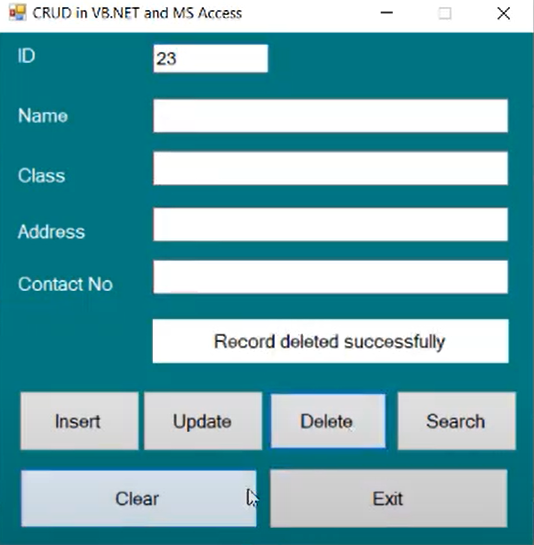 CRUD in VB.NET and MS Access
ID 23
Name
Class
Address
Contact No
Record deleted successfully
Insert Update Delete Search
Clear Exit